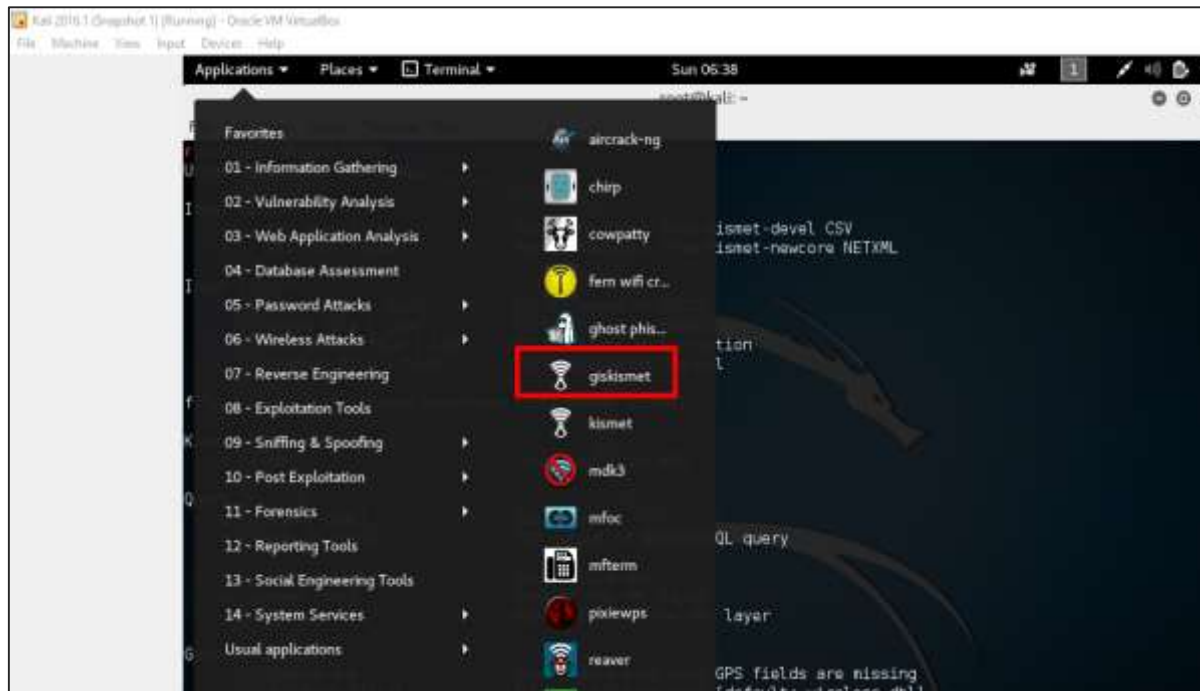 Kali 2016.1 (Snapshot 1) [Running] - Oracle VM VirtualBox
File Machine View Input Devices Help
Applications Places Terminal Sun 06:38 1
root@kali: ~
Favorites
01 - Information Gathering
02 - Vulnerability Analysis
03 - Web Application Analysis
04 - Database Assessment
05 - Password Attacks
06 - Wireless Attacks
07 - Reverse Engineering
08 - Exploitation Tools
09 - Sniffing & Spoofing
10 - Post Exploitation
11 - Forensics
12 - Reporting Tools
13 - Social Engineering Tools
14 - System Services
Usual applications
aircrack-ng
chirp
cowpatty
fern wifi cr...
ghost phis...
giskismet
kismet
mdk3
mfoc
mfterm
pixiewps
reaver
ismet-devel CSV
ismet-newcore NETXML
tion
l
QL query
layer
GPS fields are missing